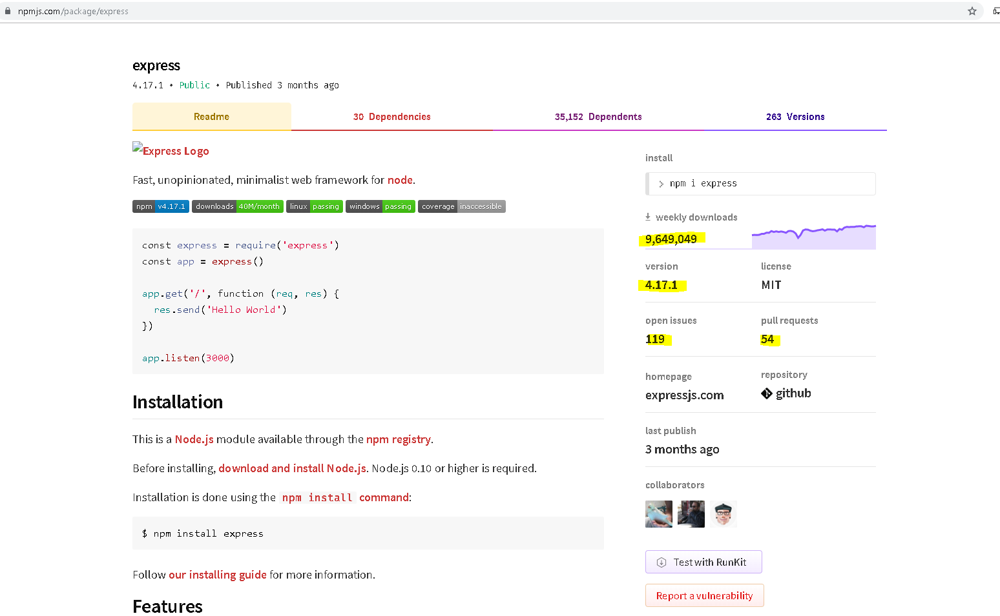 npmjs.com/package/express
express
4.17.1 • Public • Published 3 months ago
Readme
30 Dependencies
35,152 Dependents
263 Versions
Express Logo
Fast, unopinionated, minimalist web framework for node.
npm v4.17.1 downloads 40M/month linux passing windows passing coverage inaccessible
const express = require('express')
const app = express()
app.get('/', function (req, res) {
res.send('Hello World')
})
app.listen(3000)
Installation
This is a Node.js module available through the npm registry.
Before installing, download and install Node.js. Node.js 0.10 or higher is required.
Installation is done using the npm install command:
$ npm install express
Follow our installing guide for more information.
Features
install
npm i express
weekly downloads
9,649,049
version
license
4.17.1
MIT
open issues
pull requests
119
54
homepage
repository
expressjs.com
github
last publish
3 months ago
collaborators
Test with RunKit
Report a vulnerability